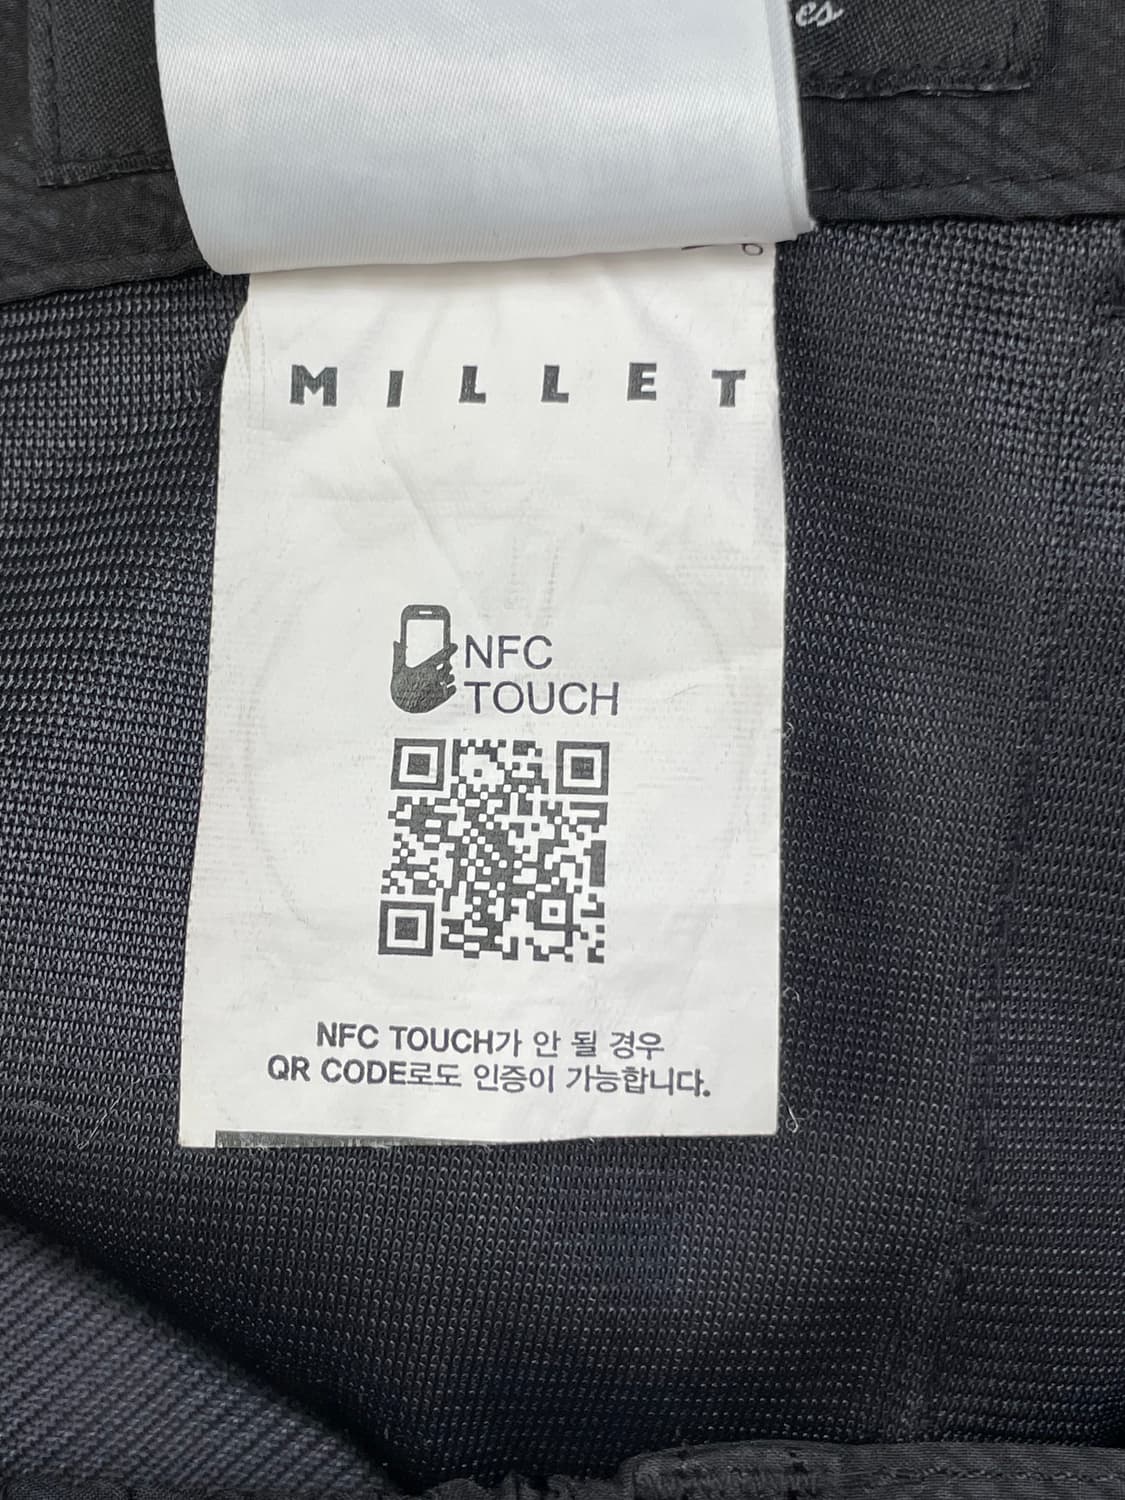 es
MILLET
NFC
TOUCH
NFC TOUCH가 안 될 경우
QR CODE로도 인증이 가능합니다.